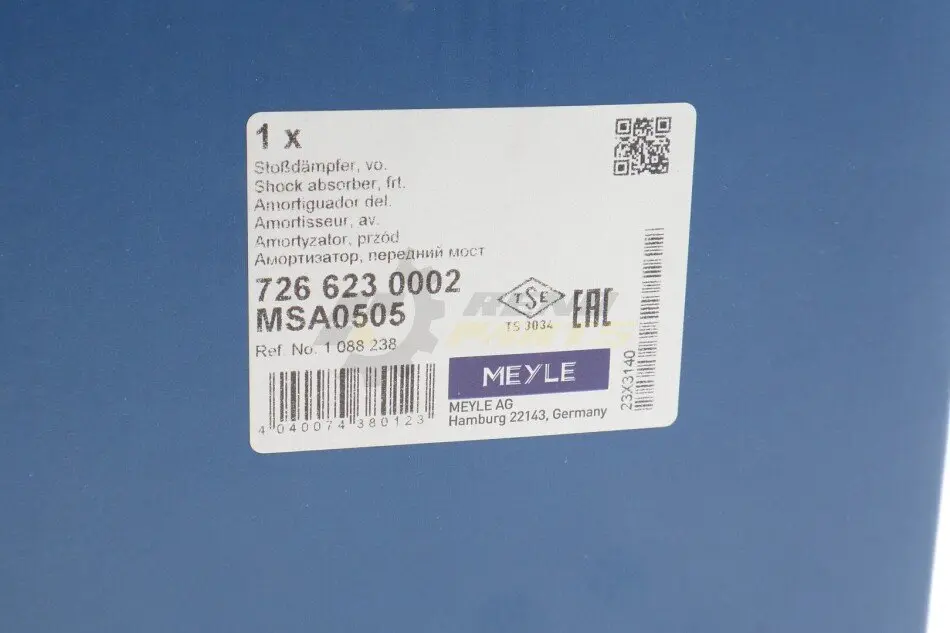 1 x
Stoßdämpfer, vo.
Shock absorber, frt.
Amortiguador del.
Amortisseur, av.
Amortyzator, przód
Амортизатор, передний мост
726 623 0002
MSA0505
Ref. No. 1 088 238
TSE
TS 3034
EAC
MEYLE
MEYLE AG
Hamburg 22143, Germany
4 040074 380123
23X3140